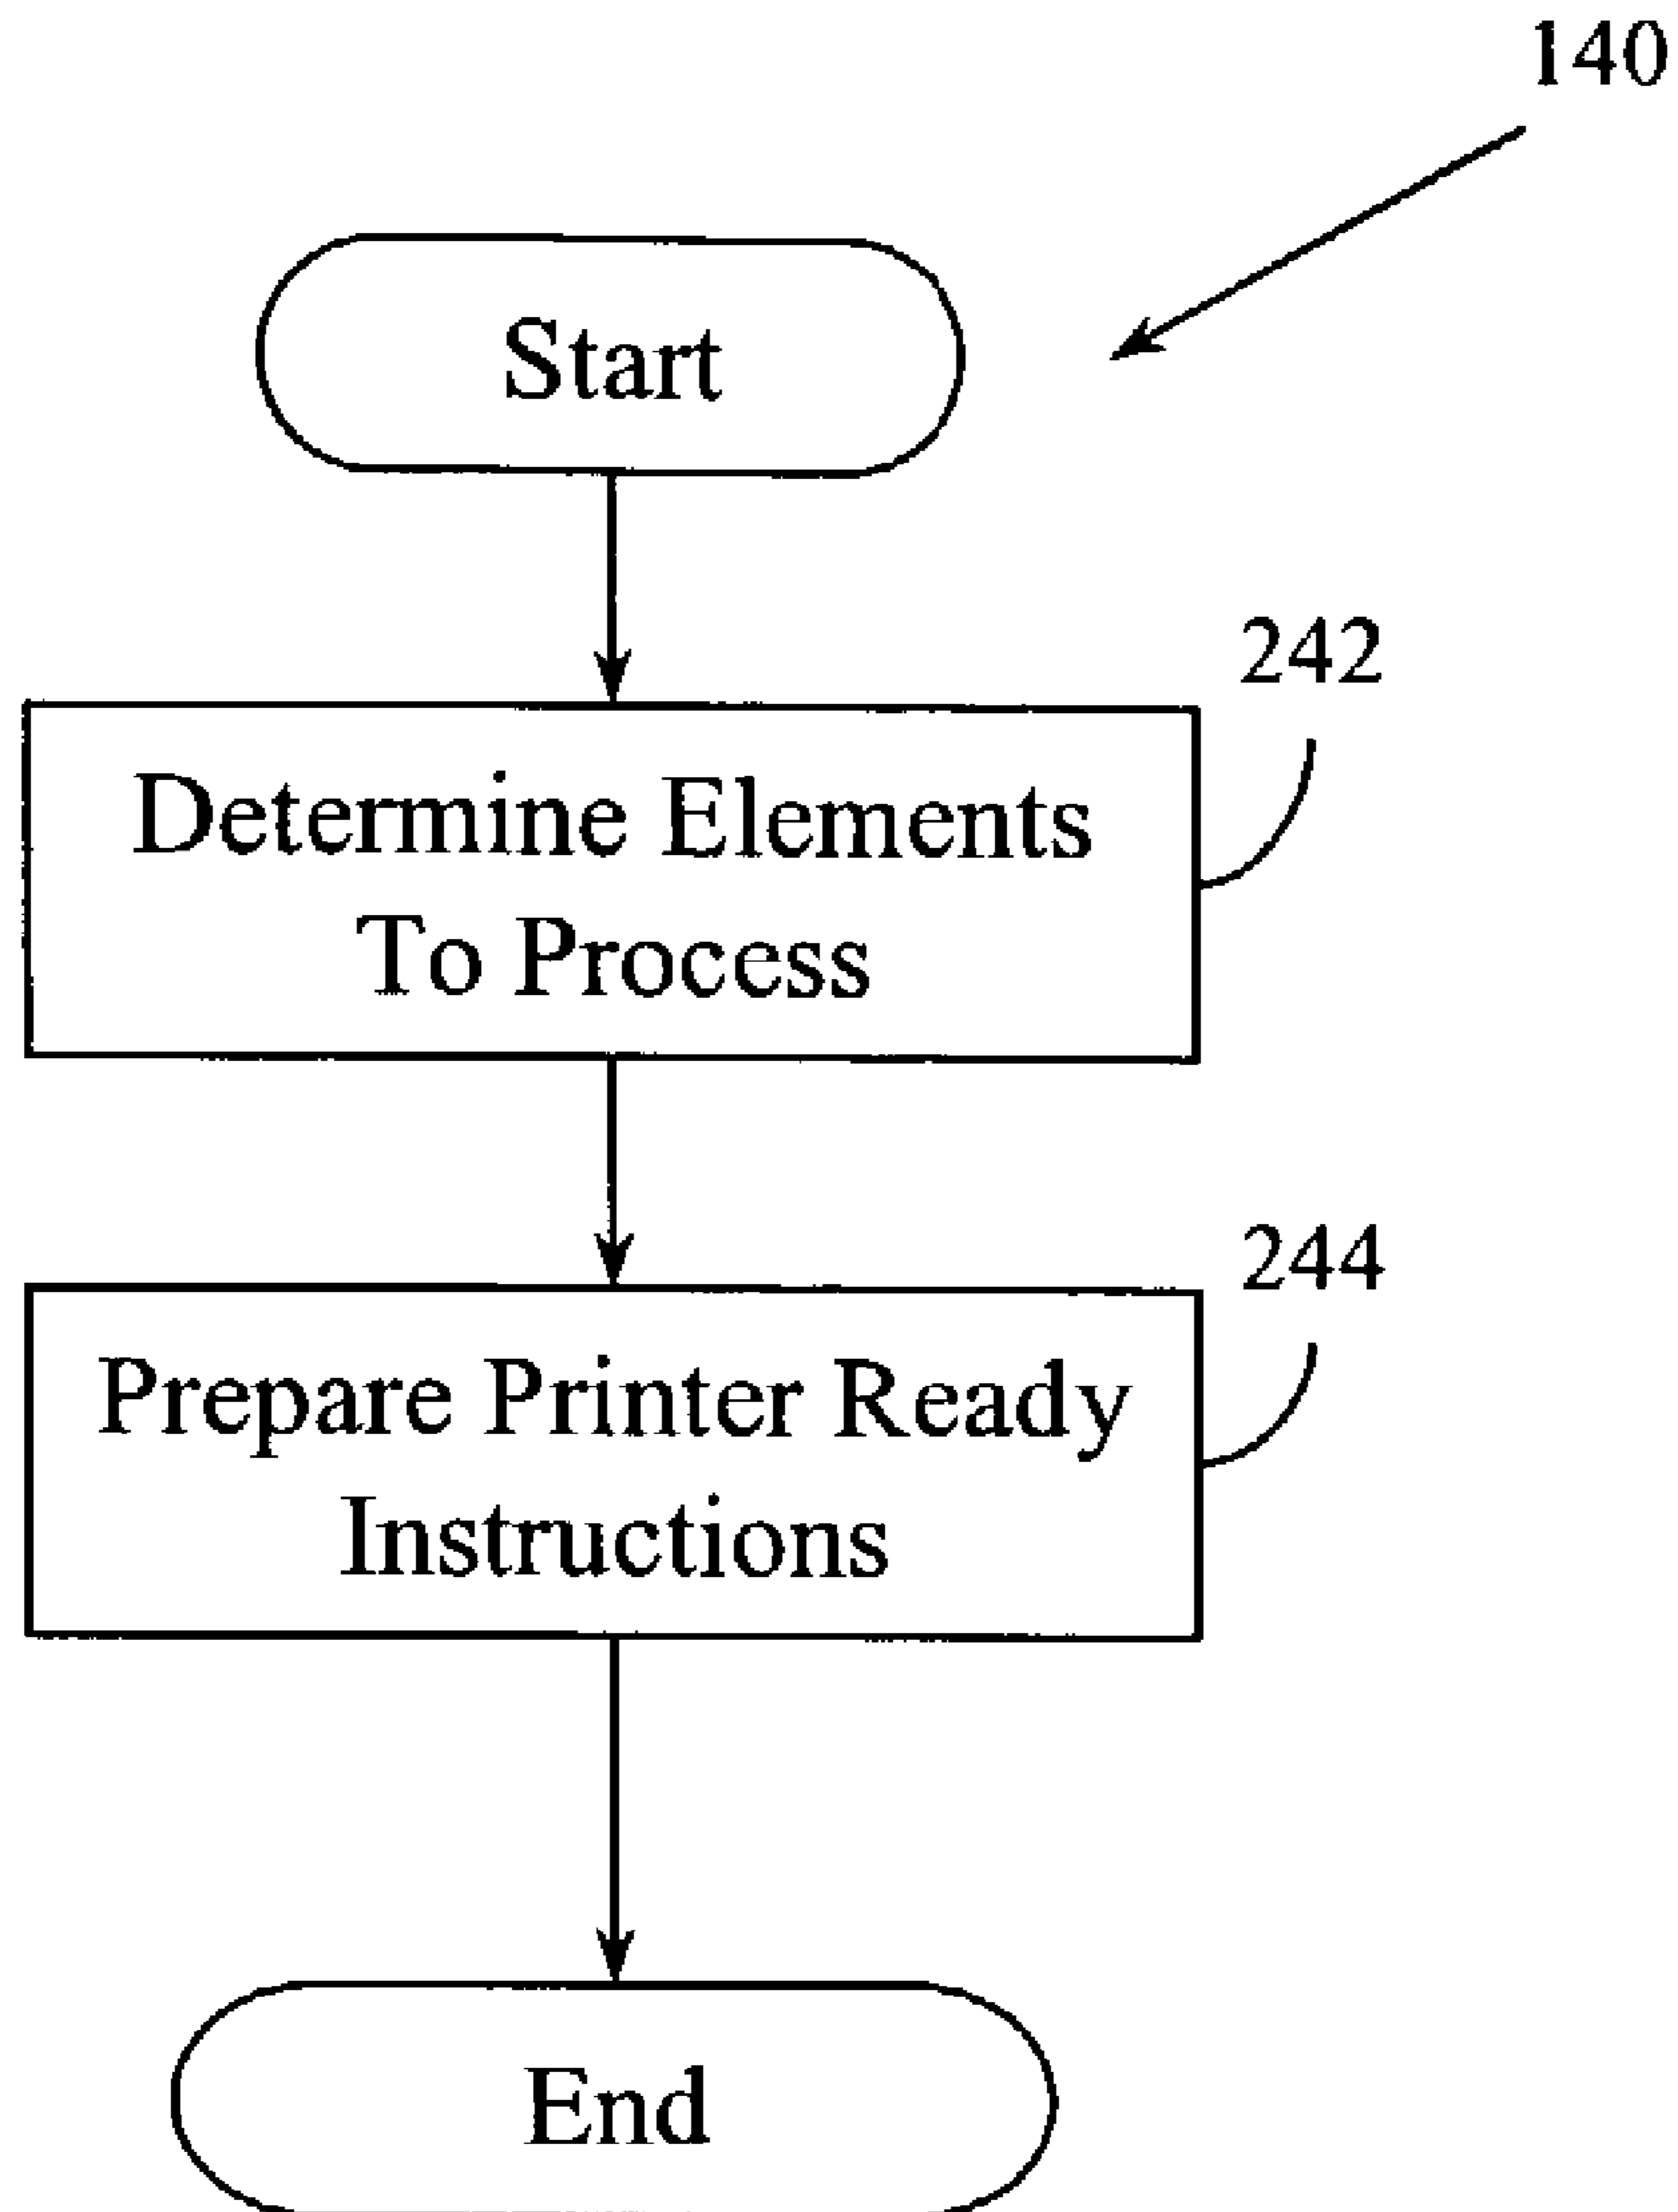 140
Start
242
Determine Elements
To Process
244
Prepare Printer Ready
Instructions
End